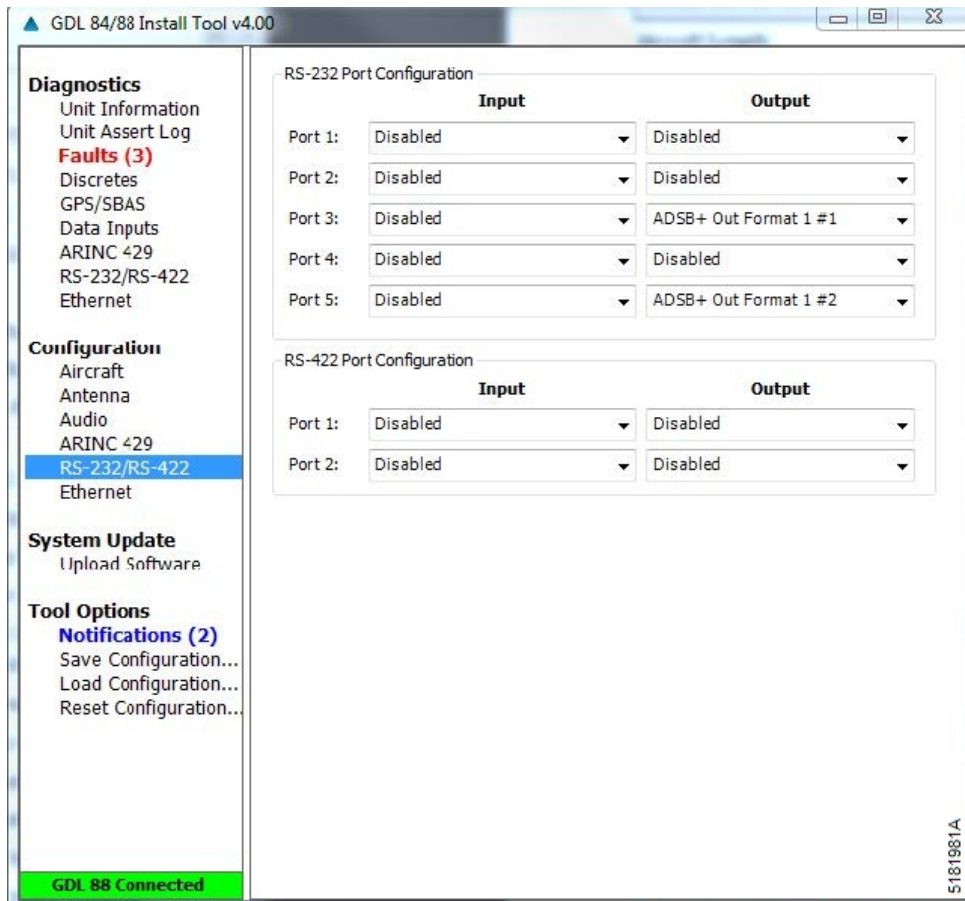 GDL 84/88 Install Tool v4.00
Diagnostics
Unit Information
Unit Assert Log
Faults (3)
Discretes
GPS/SBAS
Data Inputs
ARINC 429
RS-232/RS-422
Ethernet
Configuration
Aircraft
Antenna
Audio
ARINC 429
RS-232/RS-422
Ethernet
System Update
Upload Software
Tool Options
Notifications (2)
Save Configuration...
Load Configuration...
Reset Configuration...
GDL 88 Connected
RS-232 Port Configuration
Input Output
Port 1: Disabled Disabled
Port 2: Disabled Disabled
Port 3: Disabled ADSB+ Out Format 1 #1
Port 4: Disabled Disabled
Port 5: Disabled ADSB+ Out Format 1 #2
RS-422 Port Configuration
Input Output
Port 1: Disabled Disabled
Port 2: Disabled Disabled
5181981A